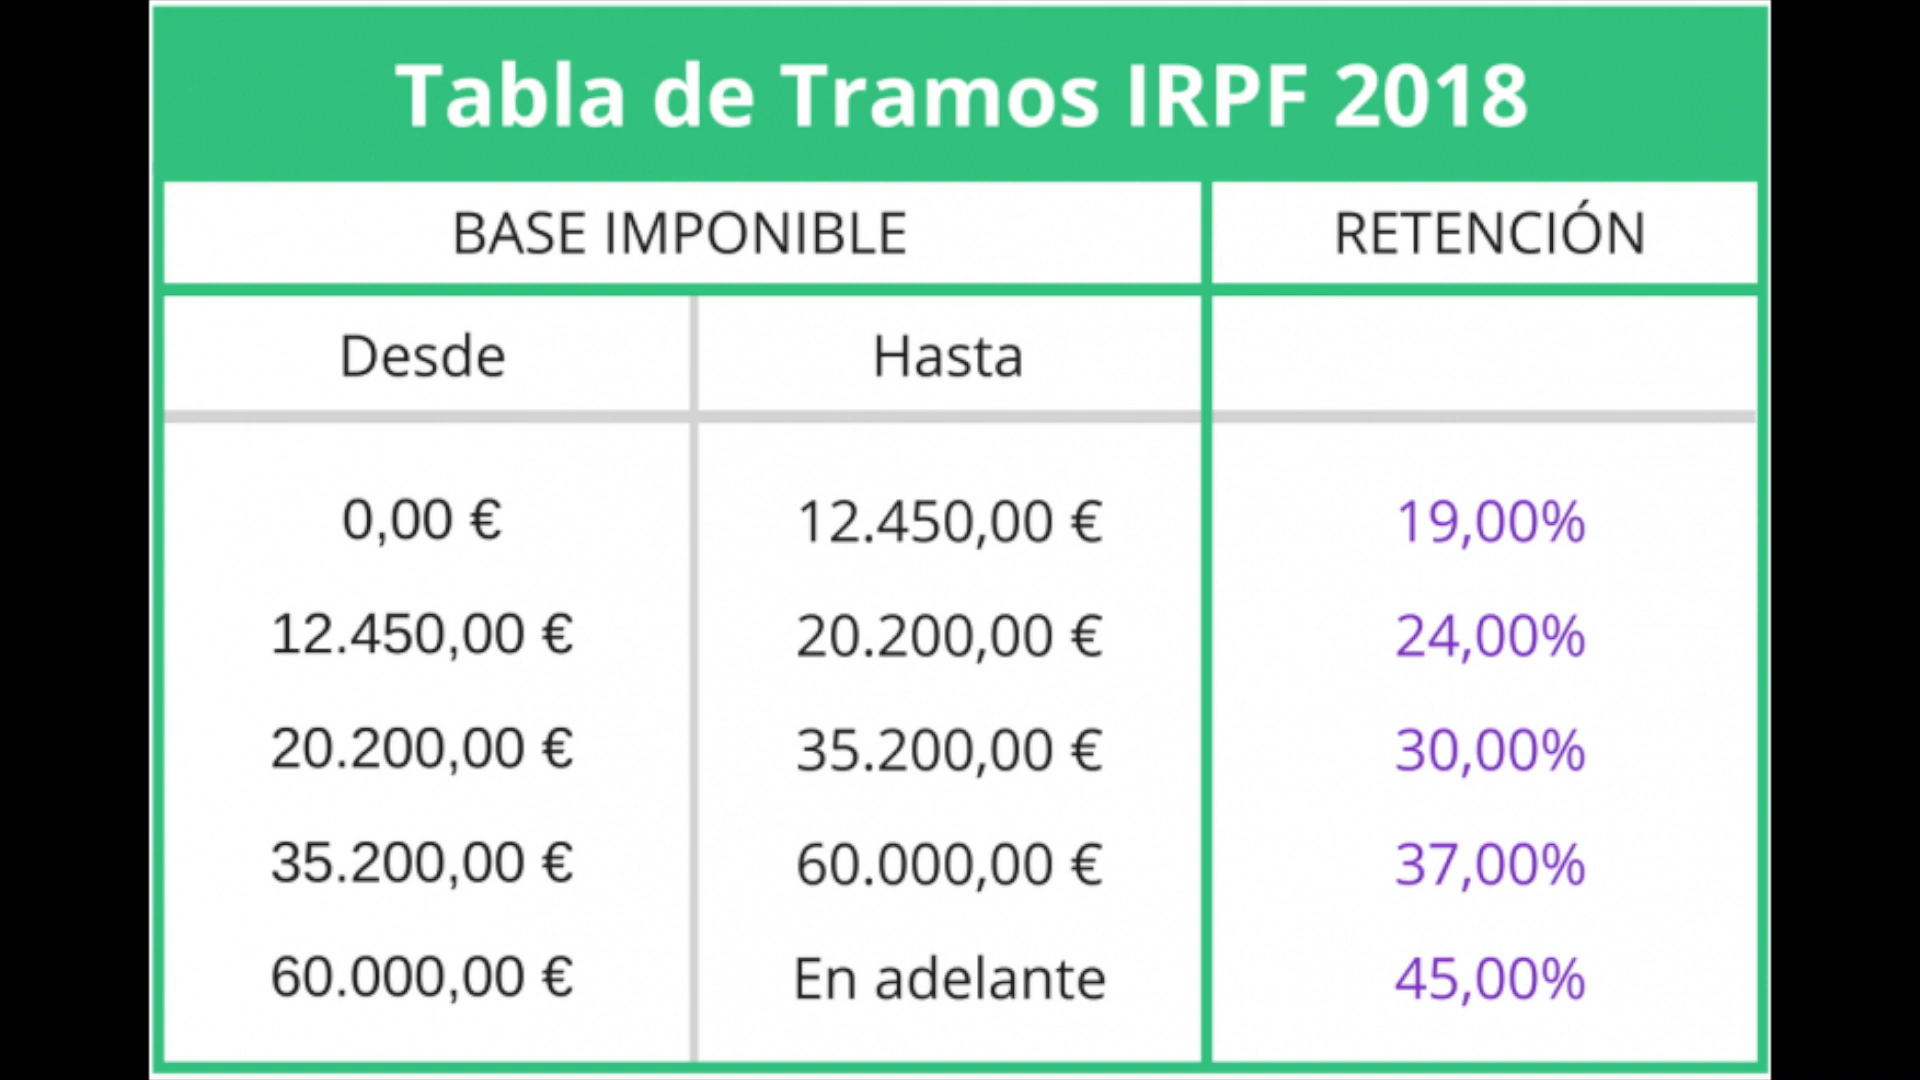 Tabla de Tramos IRPF 2018
BASE IMPONIBLE RETENCIÓN
Desde Hasta
0,00 € 12.450,00 € 19,00%
12.450,00 € 20.200,00 € 24,00%
20.200,00 € 35.200,00 € 30,00%
35.200,00 € 60.000,00 € 37,00%
60.000,00 € En adelante 45,00%